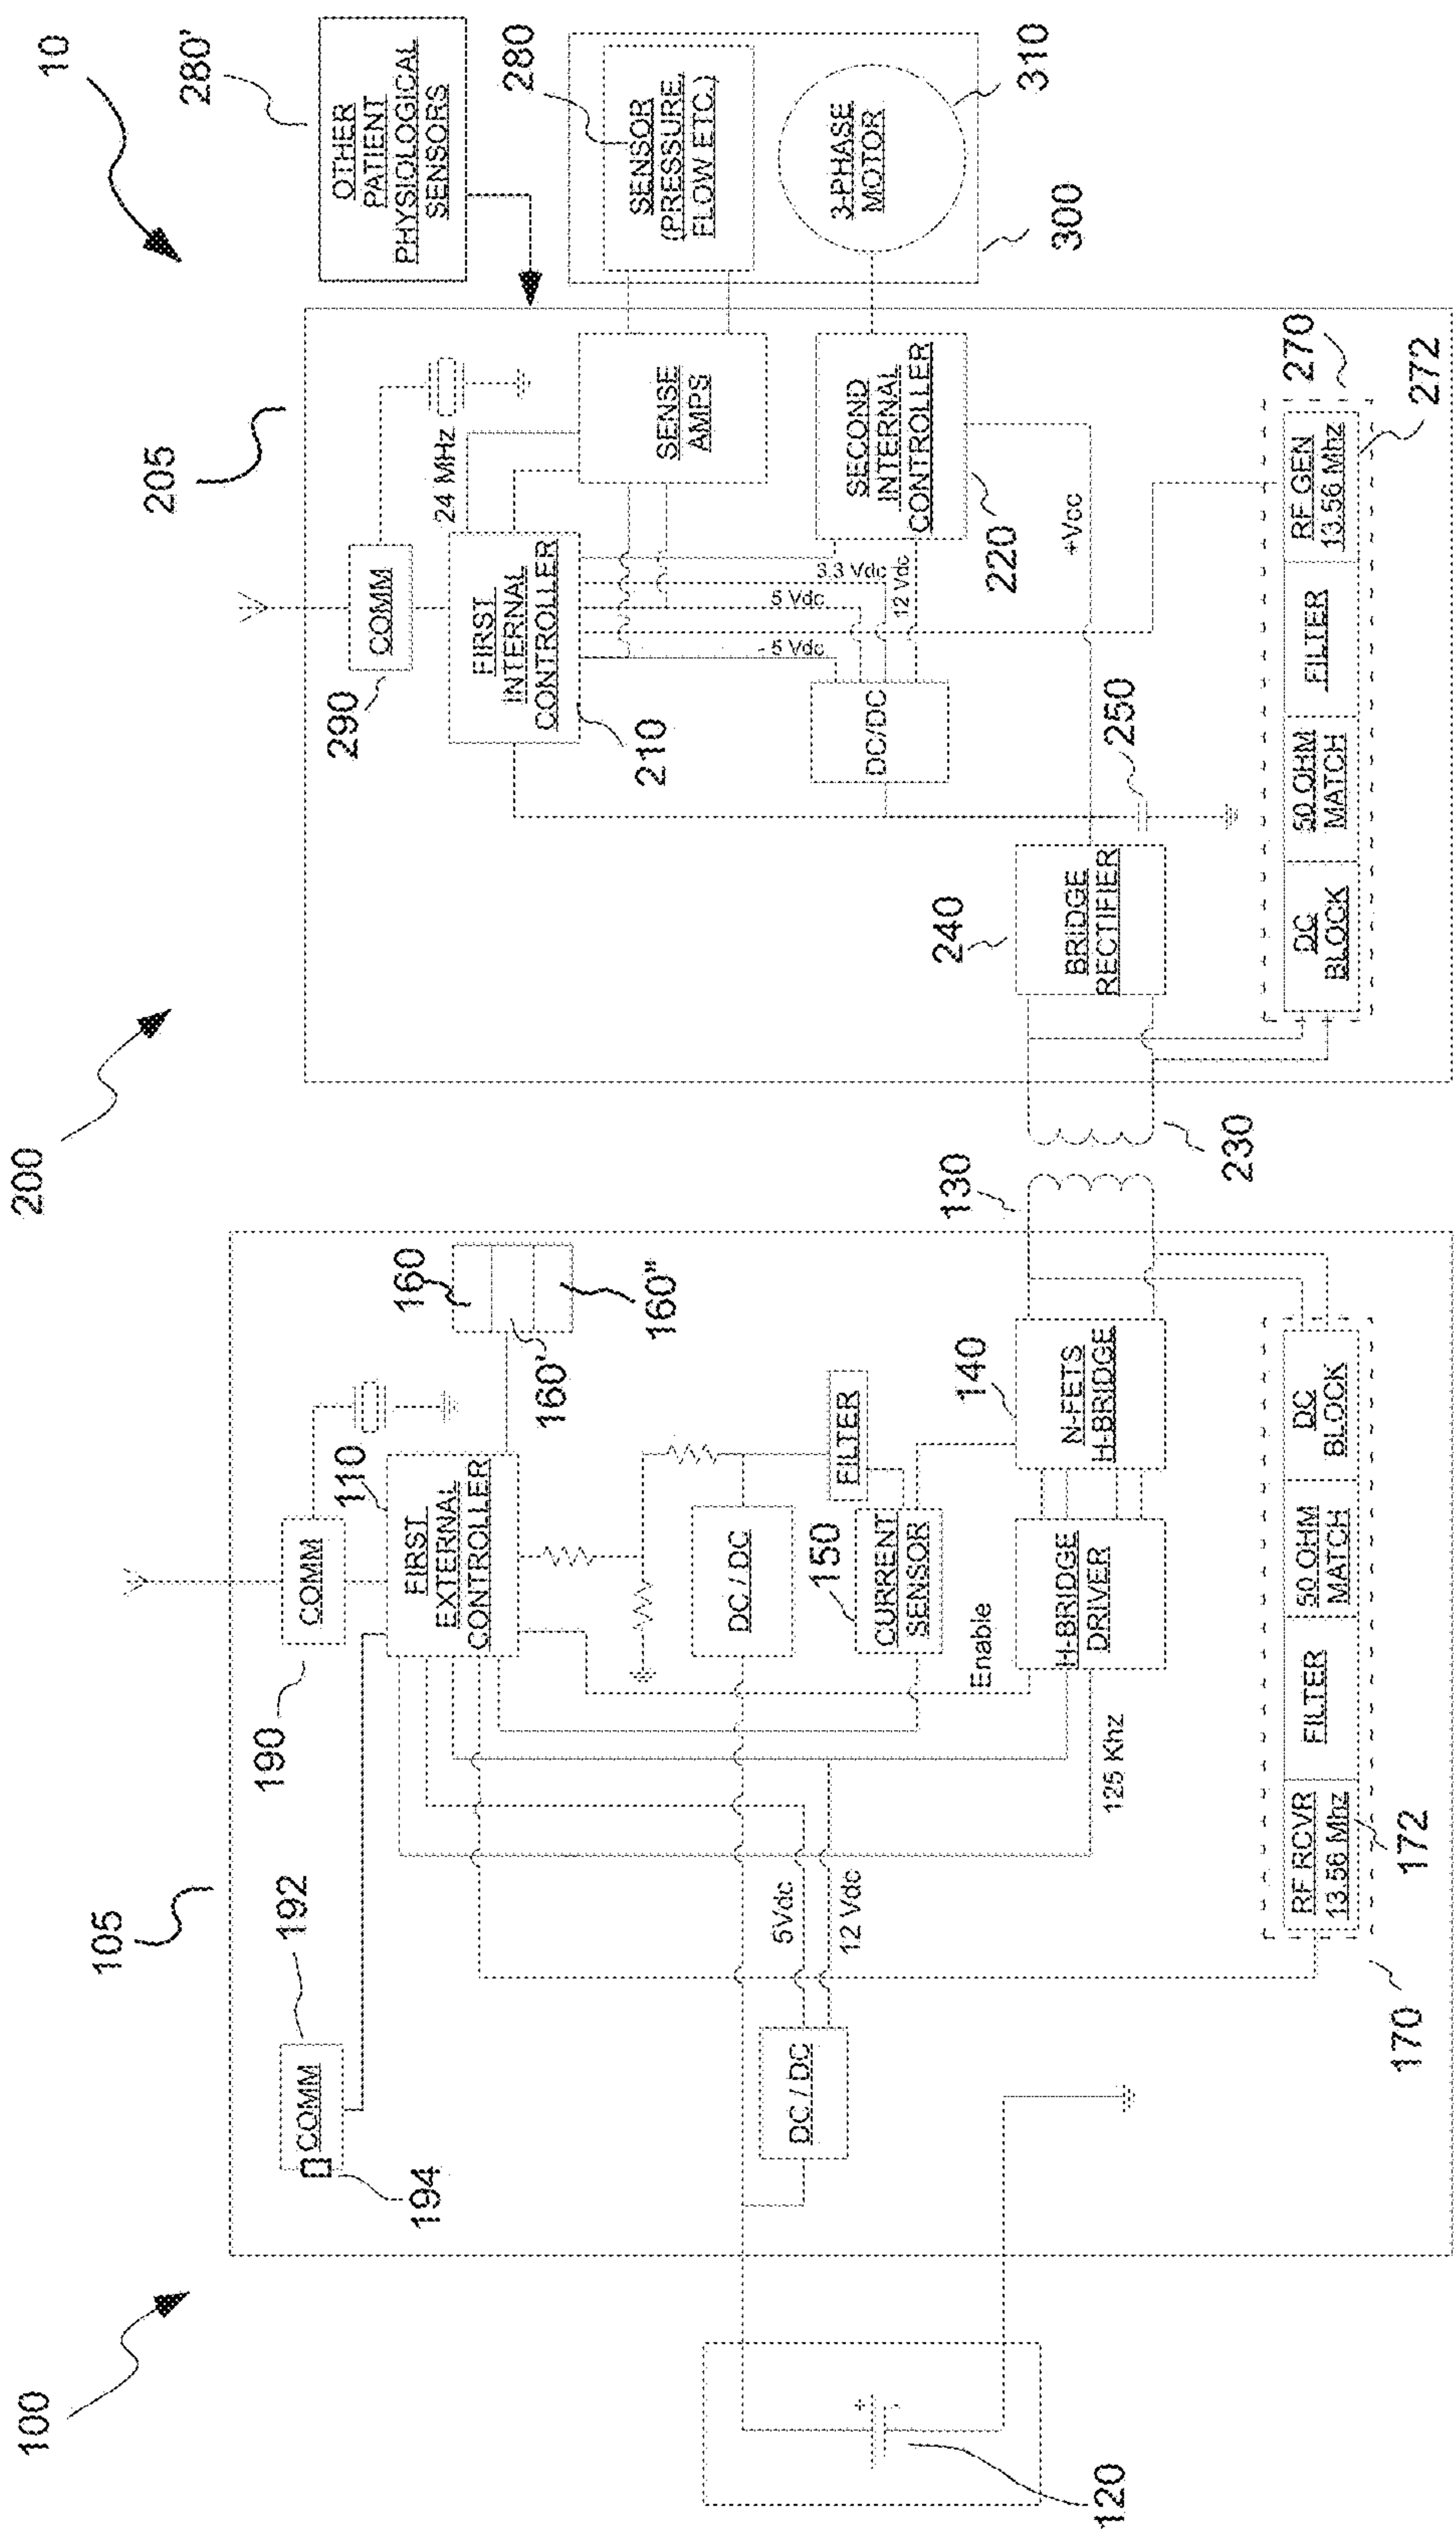 10
200
100
280'
OTHER
PATIENT
PHYSIOLOGICAL
SENSORS
205
105
280
SENSOR
(PRESSURE,
FLOW ETC.)
3-PHASE
MOTOR
310
300
290
COMM
24 MHz
FIRST
INTERNAL
CONTROLLER
210
SENSE
AMPS
SECOND
INTERNAL
CONTROLLER
220
3.3 Vdc
5 Vdc
12 Vdc
- 5 Vdc
+Vcc
DC/DC
250
240
BRIDGE
RECTIFIER
270
272
DC
BLOCK
50 OHM
MATCH
FILTER
RF GEN
13.56 Mhz
130
230
192
COMM
194
190
COMM
110
FIRST
EXTERNAL
CONTROLLER
160
160'
160"
DC / DC
FILTER
150
CURRENT
SENSOR
140
N-FETS
H-BRIDGE
Enable
H-BRIDGE
DRIVER
125 Khz
5Vdc
12 Vdc
DC / DC
RF RCVR
13.56 Mhz
FILTER
50 OHM
MATCH
DC
BLOCK
172
170
+
-
120